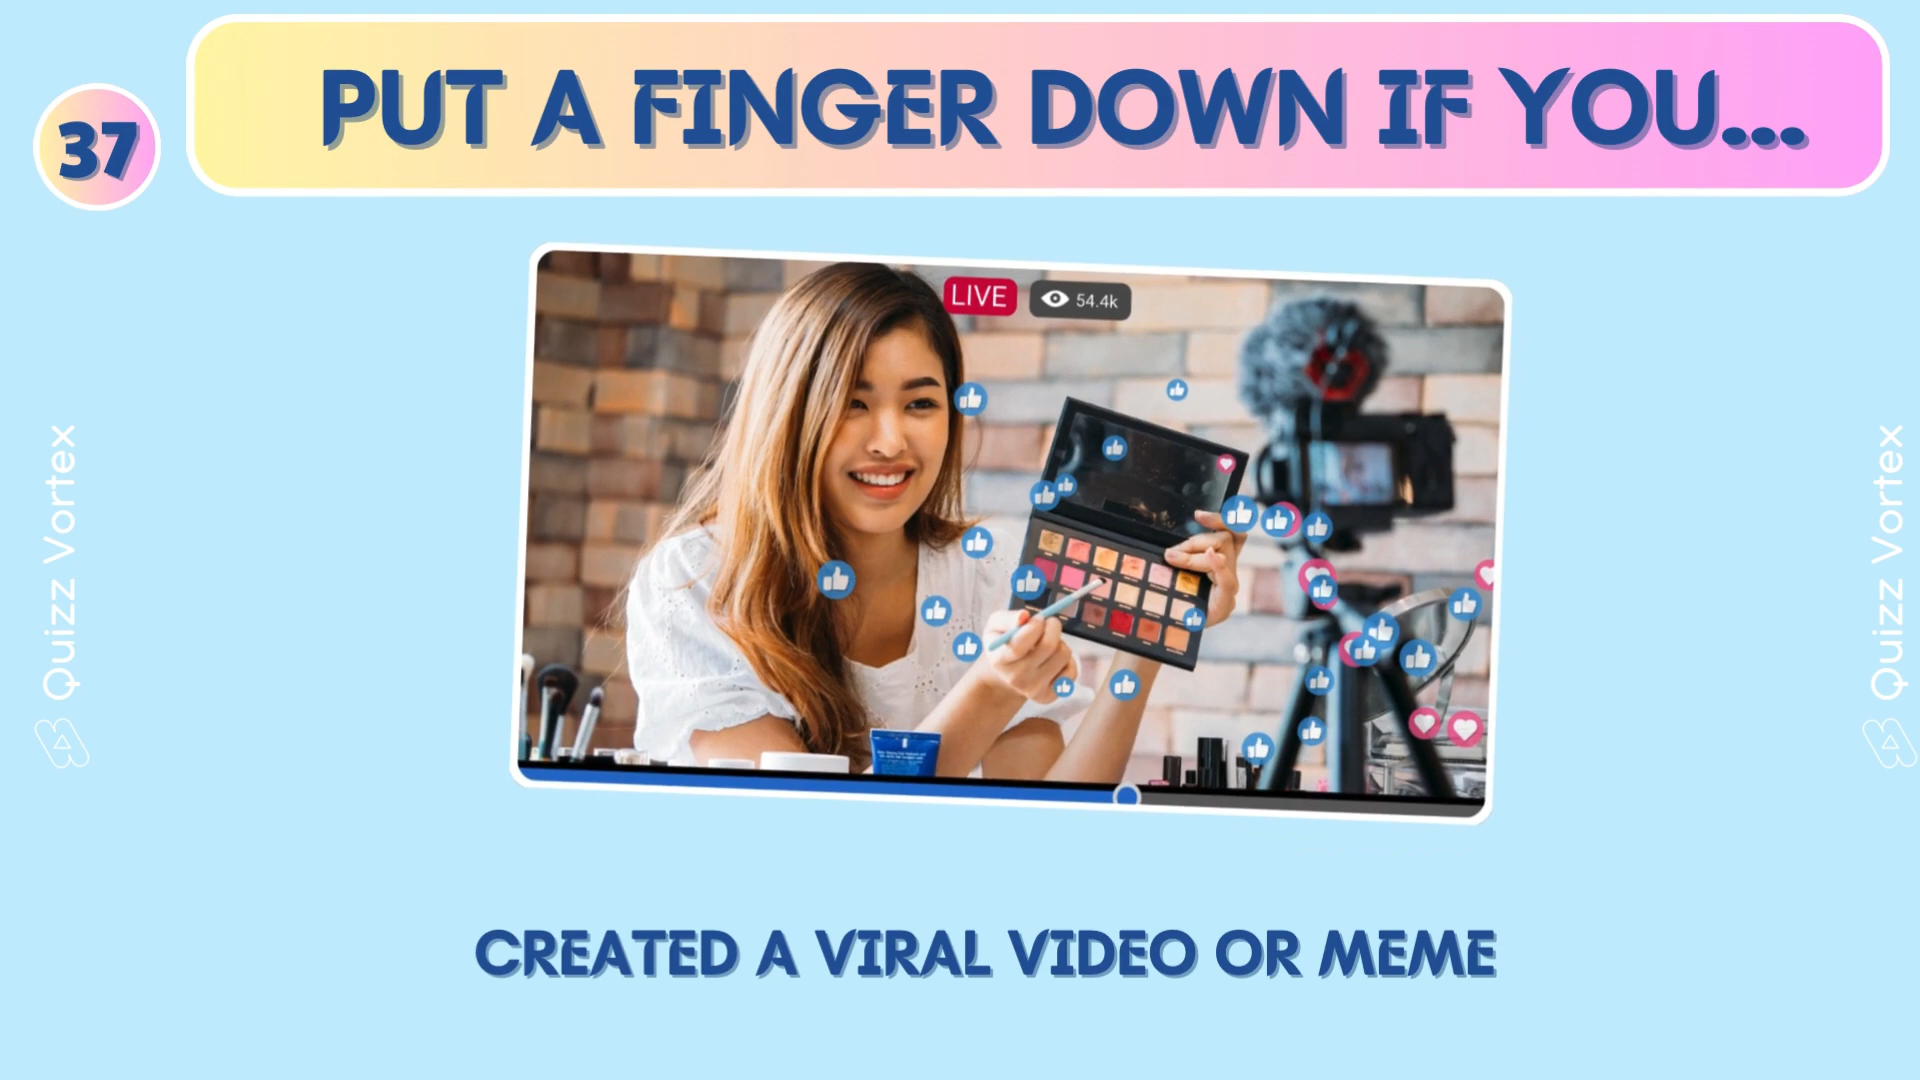 PUT A FINGER DOWN IF YOU...
37
LIVE
54.4k
Quizz Vortex
Quizz Vortex
CREATED A VIRAL VIDEO OR MEME